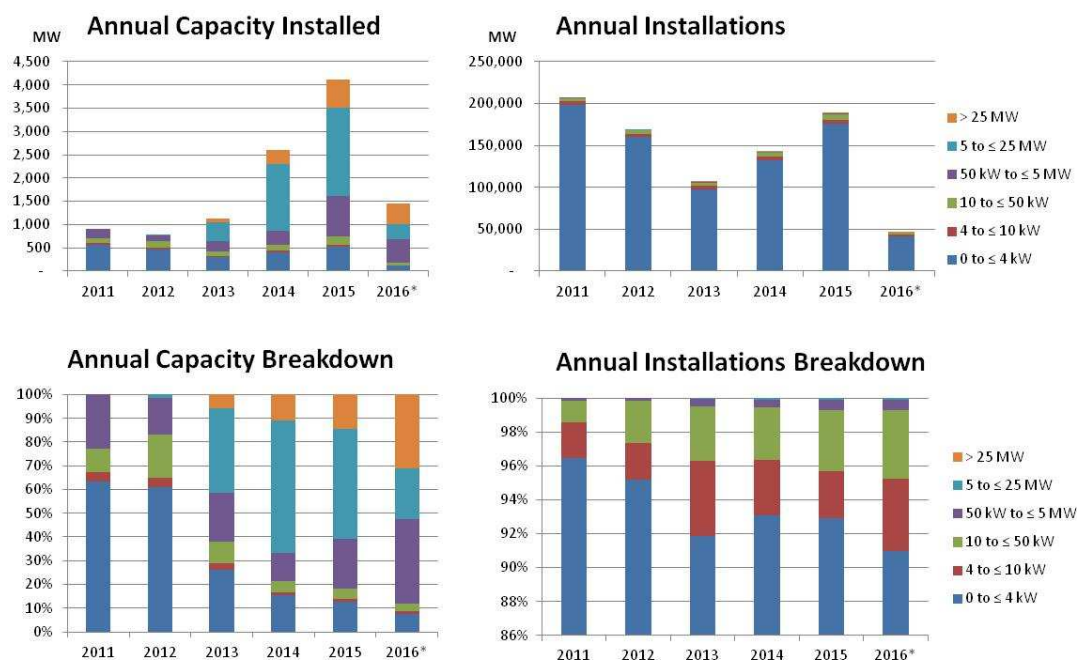 Annual Capacity Installed
MW
4,500
4,000
3,500
3,000
2,500
2,000
1,500
1,000
500
-
2011 2012 2013 2014 2015 2016*
Annual Installations
MW
250,000
200,000
150,000
100,000
50,000
-
2011 2012 2013 2014 2015 2016*
> 25 MW
5 to ≤ 25 MW
50 kW to ≤ 5 MW
10 to ≤ 50 kW
4 to ≤ 10 kW
0 to ≤ 4 kW
Annual Capacity Breakdown
100%
90%
80%
70%
60%
50%
40%
30%
20%
10%
0%
2011 2012 2013 2014 2015 2016*
Annual Installations Breakdown
100%
98%
96%
94%
92%
90%
88%
86%
2011 2012 2013 2014 2015 2016*
> 25 MW
5 to ≤ 25 MW
50 kW to ≤ 5 MW
10 to ≤ 50 kW
4 to ≤ 10 kW
0 to ≤ 4 kW